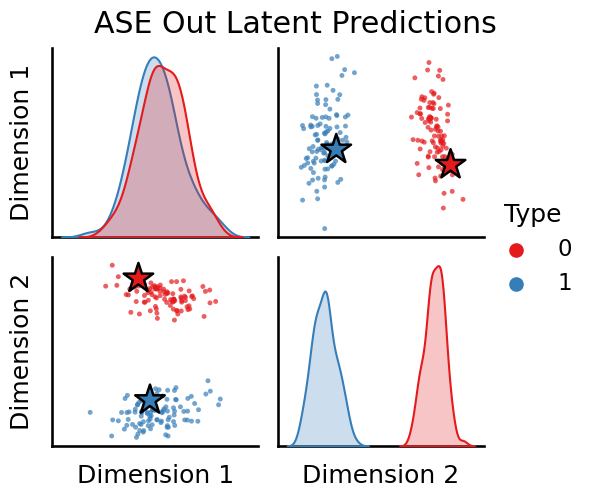 ASE Out Latent Predictions
Dimension 1
Dimension 2
Dimension 1
Dimension 2
Type
0
1